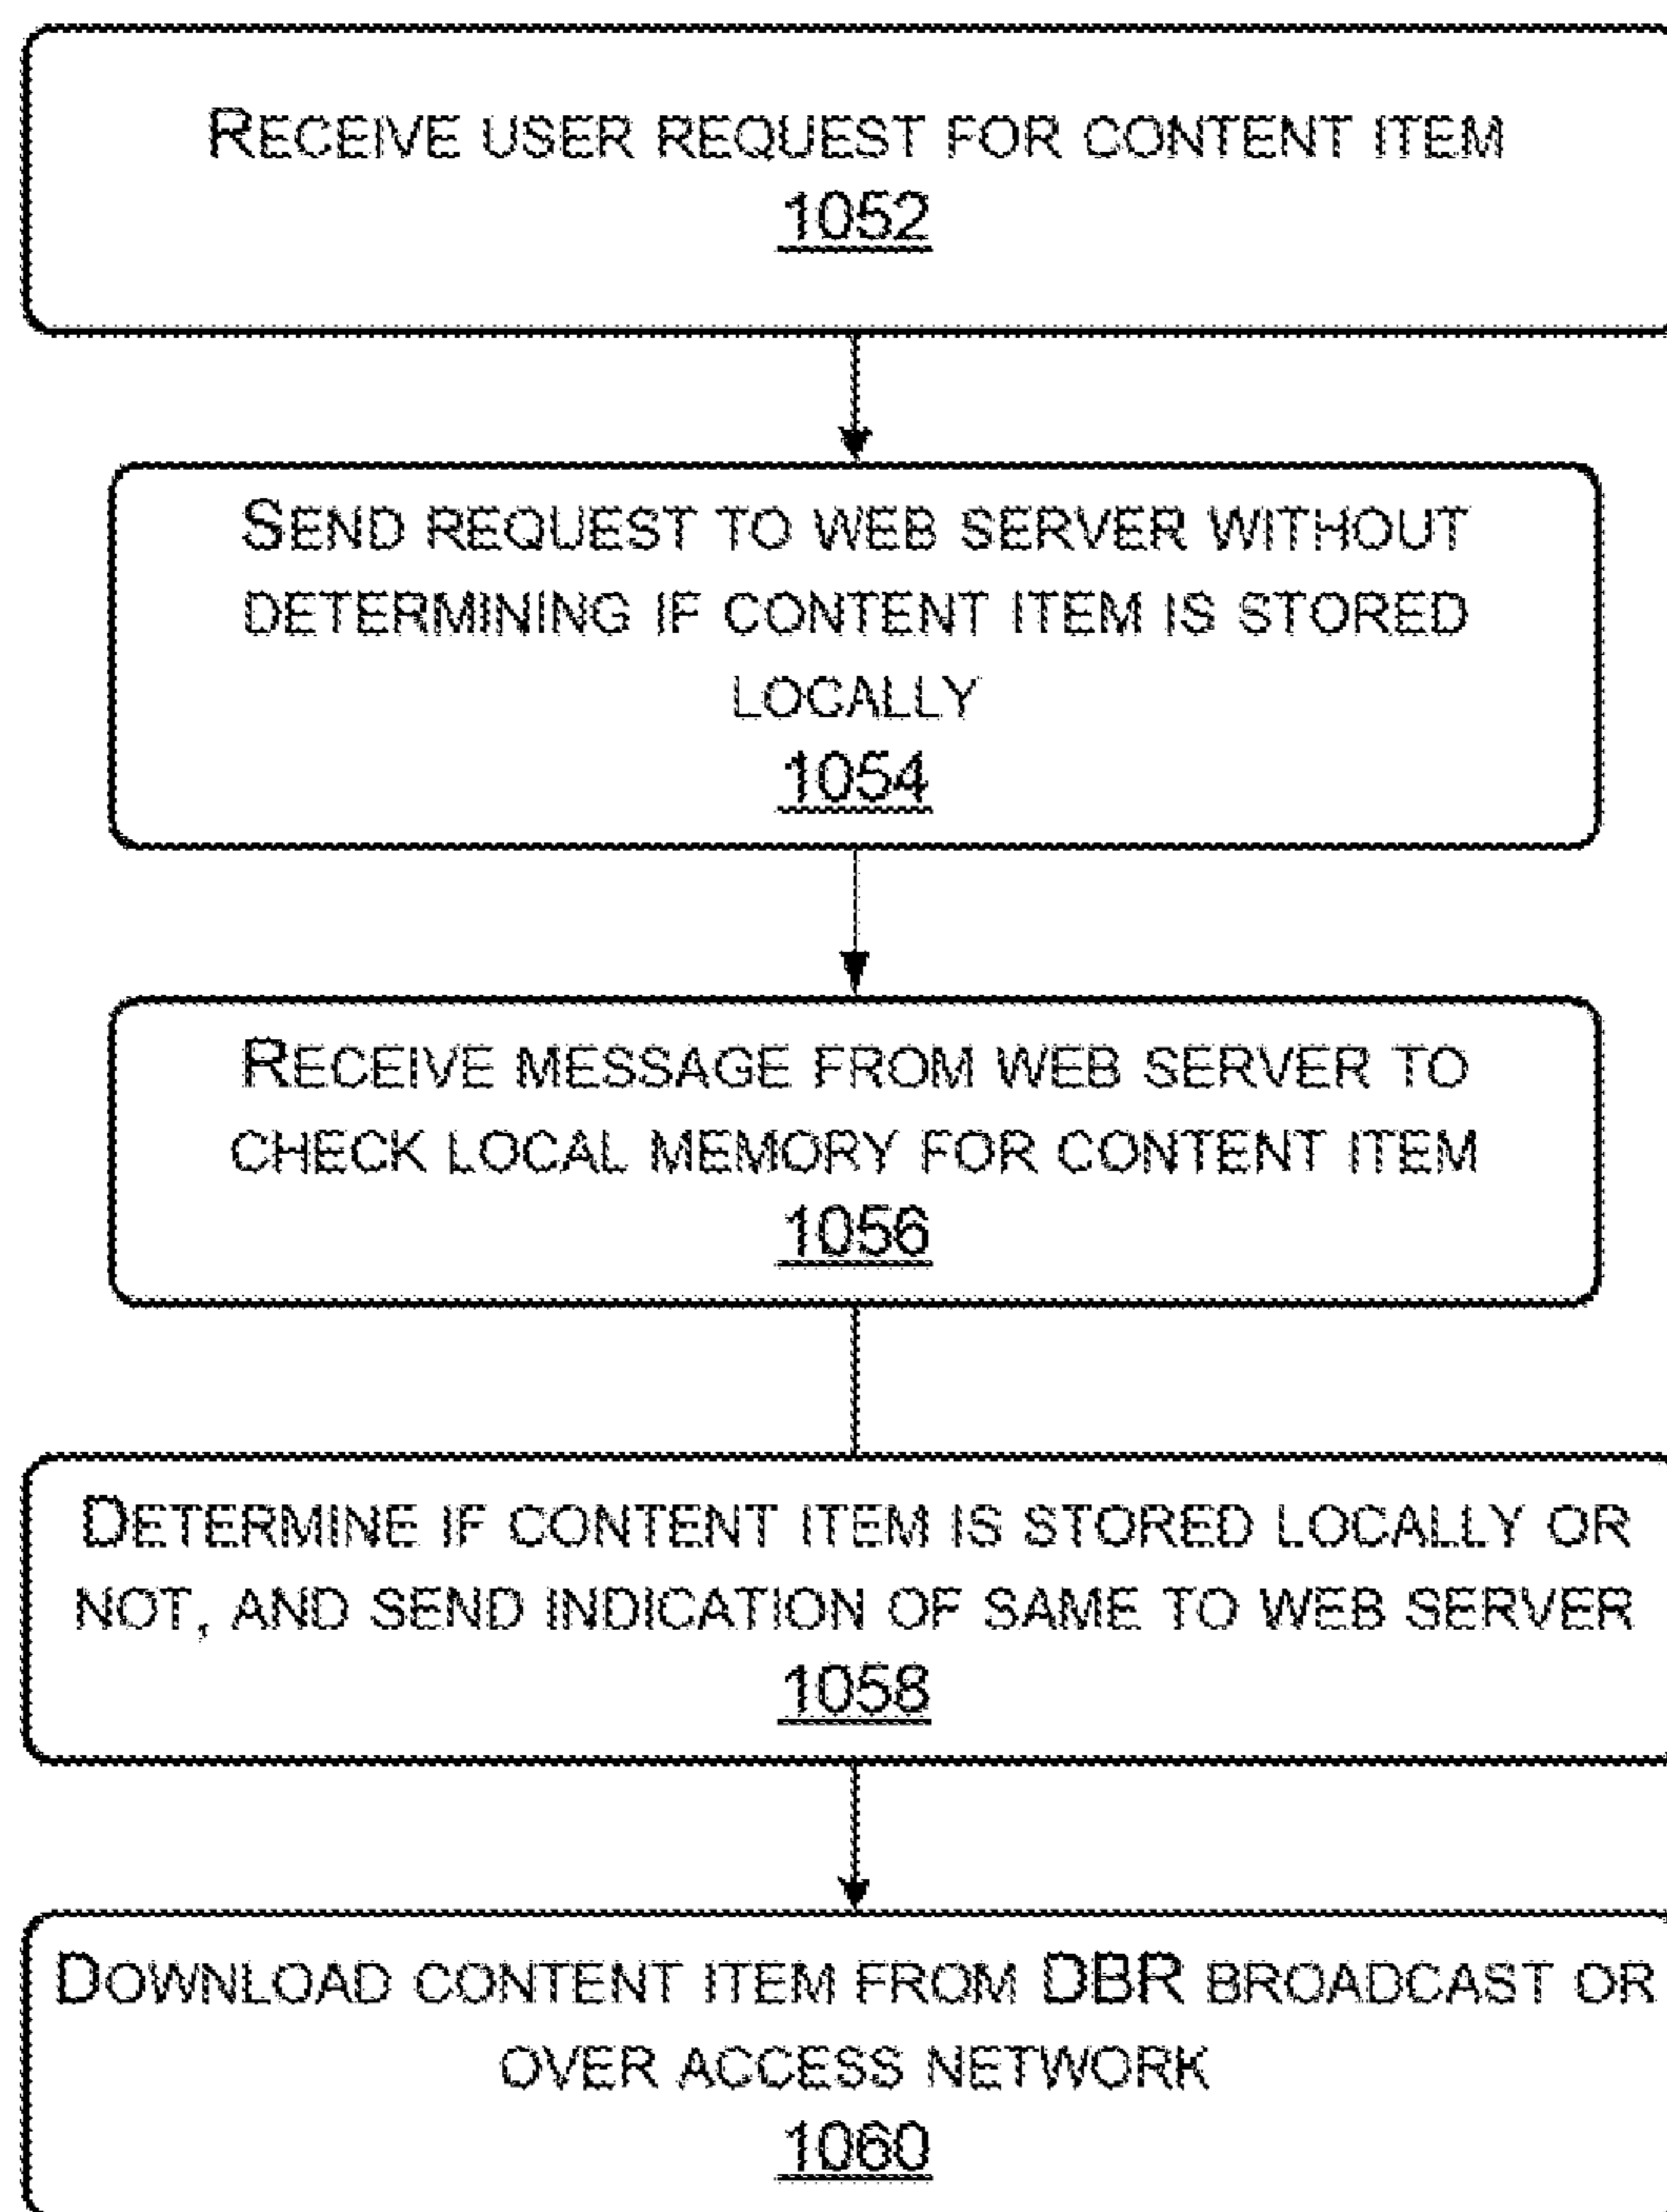 RECEIVE USER REQUEST FOR CONTENT ITEM
1052
SEND REQUEST TO WEB SERVER WITHOUT
DETERMINING IF CONTENT ITEM IS STORED
LOCALLY
1054
RECEIVE MESSAGE FROM WEB SERVER TO
CHECK LOCAL MEMORY FOR CONTENT ITEM
1056
DETERMINE IF CONTENT ITEM IS STORED LOCALLY OR
NOT, AND SEND INDICATION OF SAME TO WEB SERVER
1058
DOWNLOAD CONTENT ITEM FROM DBR BROADCAST OR
OVER ACCESS NETWORK
1060